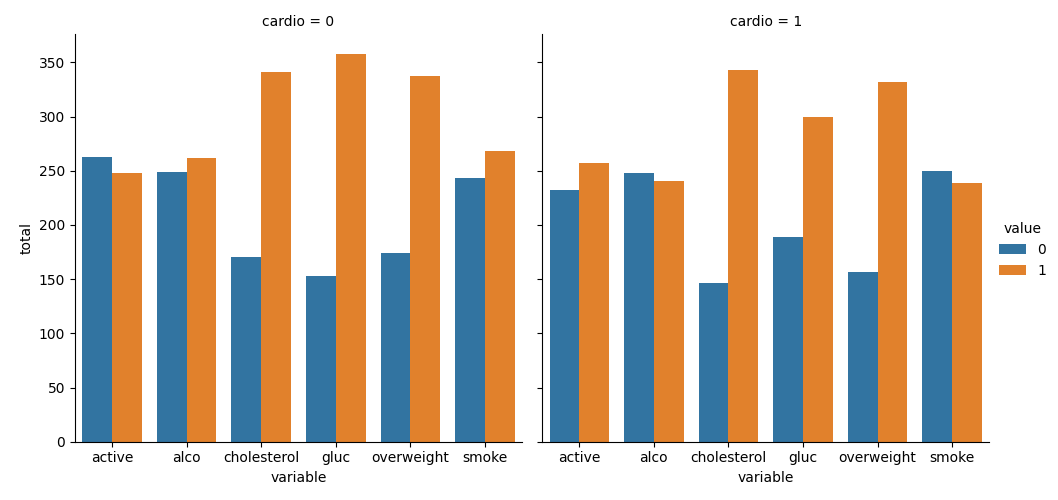 cardio = 0
cardio = 1
350
300
250
200
150
100
50
0
total
active alco cholesterol gluc overweight smoke
variable
active alco cholesterol gluc overweight smoke
variable
value
0
1